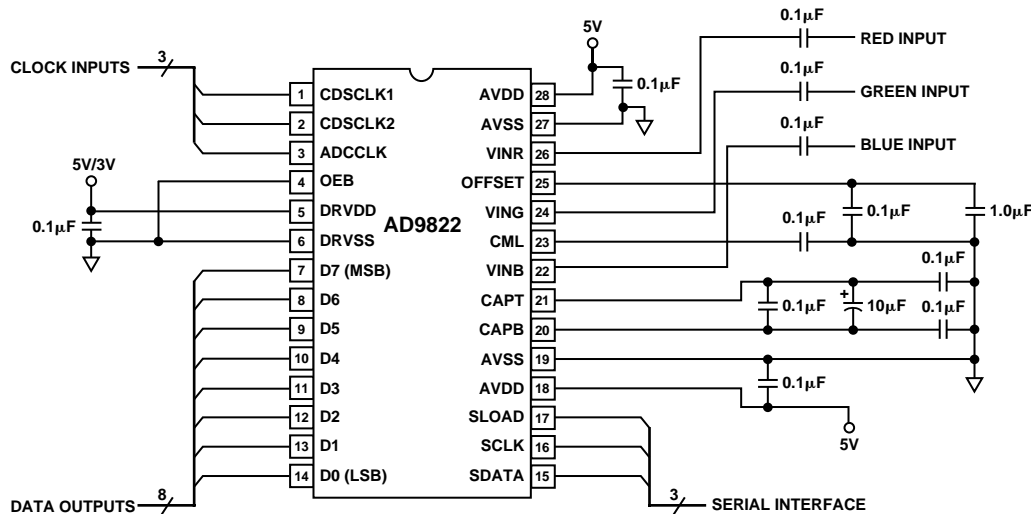 CLOCK INPUTS
3
5V/3V
0.1μF
DATA OUTPUTS
8
AD9822
1 CDSCLK1
2 CDSCLK2
3 ADCCLK
4 OEB
5 DRVDD
6 DRVSS
7 D7 (MSB)
8 D6
9 D5
10 D4
11 D3
12 D2
13 D1
14 D0 (LSB)
AVDD 28
AVSS 27
VINR 26
OFFSET 25
VING 24
CML 23
VINB 22
CAPT 21
CAPB 20
AVSS 19
AVDD 18
SLOAD 17
SCLK 16
SDATA 15
5V
0.1μF
0.1μF
RED INPUT
0.1μF
GREEN INPUT
0.1μF
BLUE INPUT
0.1μF
1.0μF
0.1μF
0.1μF
0.1μF
+
10μF
0.1μF
0.1μF
5V
3
SERIAL INTERFACE